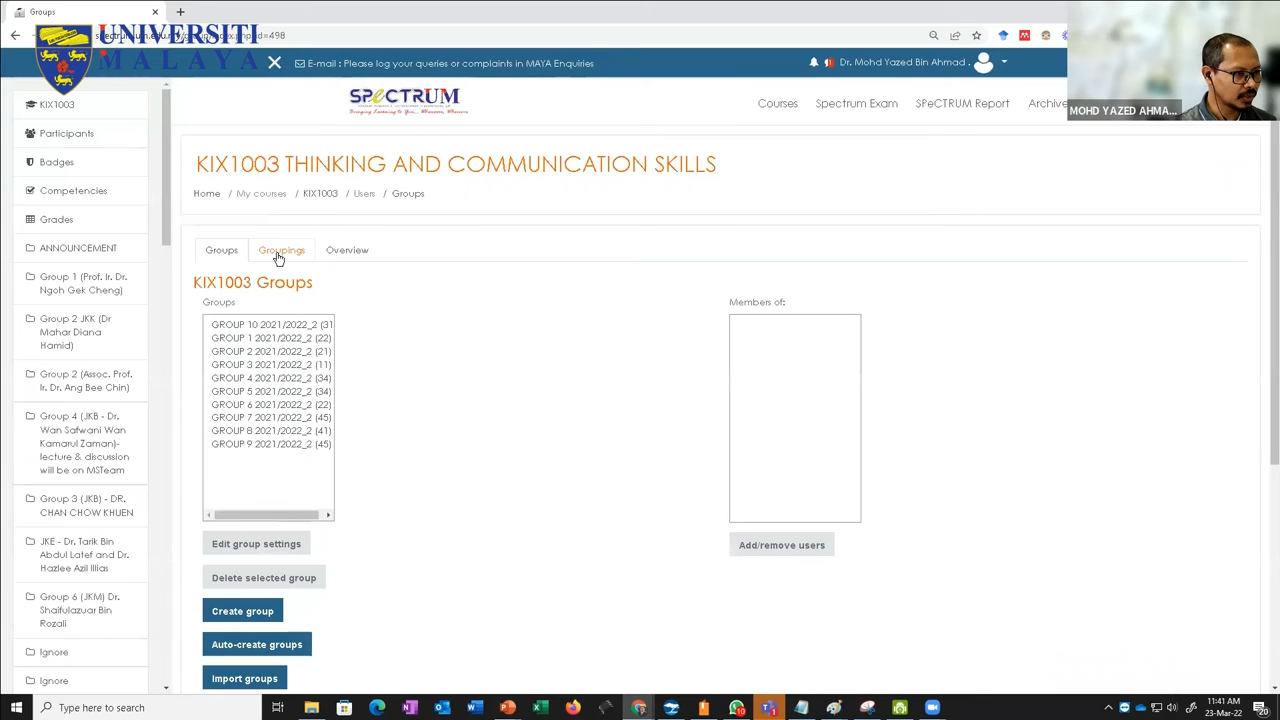 Groups
UNIVERSITI
MALAYA
=498
E-mail : Please log your queries or complaints in MAYA Enquiries
Dr. Mohd Yazed Bin Ahmad .
MOHD YAZED AHMA...
SPeCTRUM
Courses
Spectrum Exam
SPeCTRUM Report
KIX1003
Participants
Badges
Competencies
Grades
ANNOUNCEMENT
Group 1 (Prof. Ir. Dr.
Ngoh Gek Cheng)
Group 2 JKK (Dr
Mahar Diana
Hamid)
Group 2 (Assoc. Prof.
Ir. Dr. Ang Bee Chin)
Group 4 (JKB - Dr.
Wan Safwani Wan
Kamarul Zaman)-
lecture & discussion
will be on MSTeam
Group 3 (JKB) - DR.
CHAN CHOW KHUEN
JKE - Dr. Tarik Bin
Abdul Latef and Dr.
Hazlee Azil Illias
Group 6 (JKM) Dr.
Shaifulazuar Bin
Rozali
Ignore
Ignore
KIX1003 THINKING AND COMMUNICATION SKILLS
Home / My courses / KIX1003 / Users / Groups
Groups
Groupings
Overview
KIX1003 Groups
Groups
Members of:
GROUP 10 2021/2022_2 (31
GROUP 1 2021/2022_2 (22)
GROUP 2 2021/2022_2 (21)
GROUP 3 2021/2022_2 (11)
GROUP 4 2021/2022_2 (34)
GROUP 5 2021/2022_2 (34)
GROUP 6 2021/2022_2 (22)
GROUP 7 2021/2022_2 (45)
GROUP 8 2021/2022_2 (41)
GROUP 9 2021/2022_2 (45)
Edit group settings
Add/remove users
Delete selected group
Create group
Auto-create groups
Import groups
Type here to search
11:41 AM
23-Mar-22
20